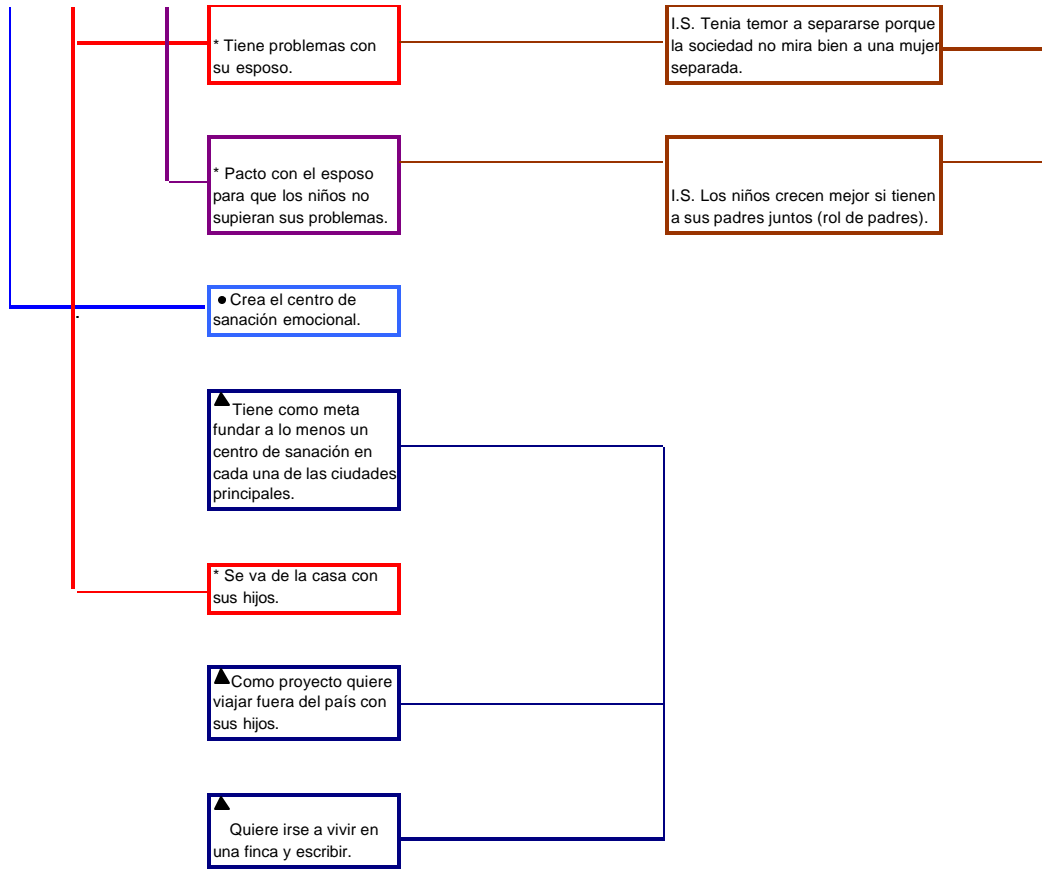 * Tiene problemas con
su esposo.
I.S. Tenia temor a separarse porque
la sociedad no mira bien a una mujer
separada.
* Pacto con el esposo
para que los niños no
supieran sus problemas.
I.S. Los niños crecen mejor si tienen
a sus padres juntos (rol de padres).
● Crea el centro de
sanación emocional.
▲ Tiene como meta
fundar a lo menos un
centro de sanación en
cada una de las ciudades
principales.
* Se va de la casa con
sus hijos.
▲ Como proyecto quiere
viajar fuera del país con
sus hijos.
▲
Quiere irse a vivir en
una finca y escribir.